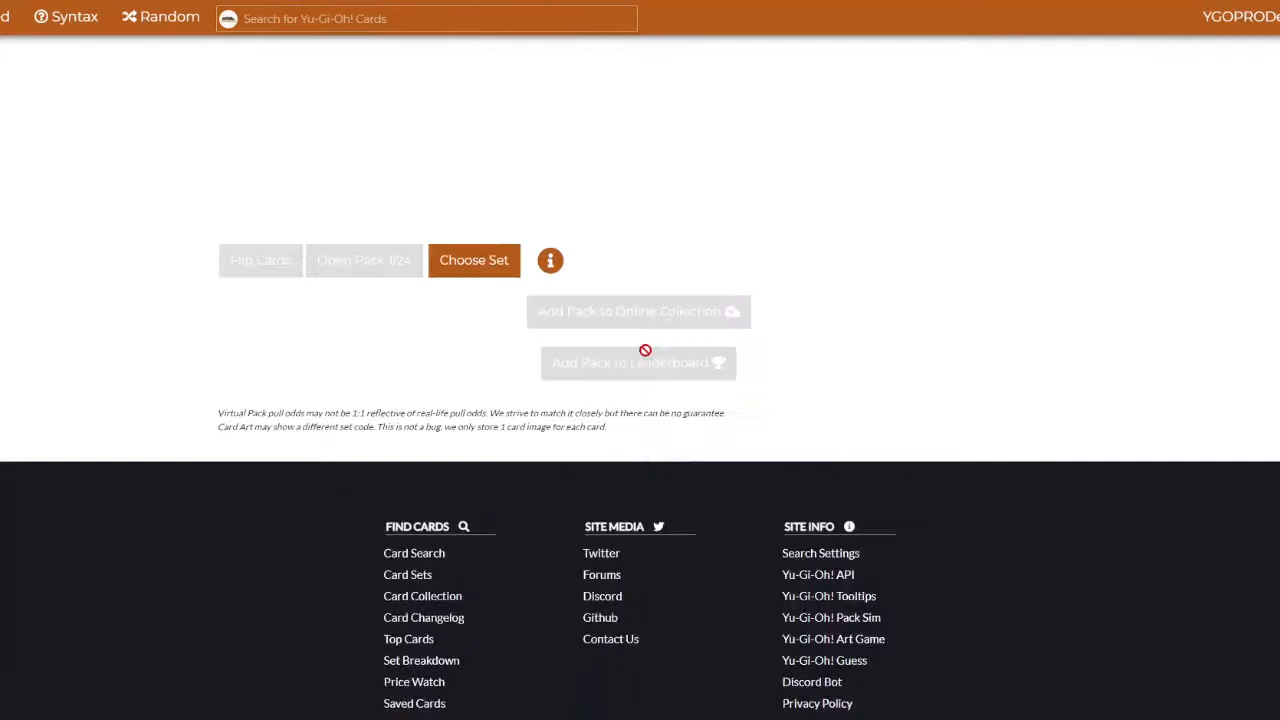 d
Syntax
Random
Search for Yu-Gi-Oh! Cards
YGOPRODe
Flip Cards
Open Pack 1/24
Choose Set
Add Pack to Online Collection
Add Pack to Leaderboard
Virtual Pack pull odds may not be 1:1 reflective of real-life pull odds. We strive to match it closely but there can be no guarantee
Card Art may show a different set code. This is not a bug, we only store 1 card image for each card.
FIND CARDS
Card Search
Card Sets
Card Collection
Card Changelog
Top Cards
Set Breakdown
Price Watch
Saved Cards
SITE MEDIA
Twitter
Forums
Discord
Github
Contact Us
SITE INFO
Search Settings
Yu-Gi-Oh! API
Yu-Gi-Oh! Tooltips
Yu-Gi-Oh! Pack Sim
Yu-Gi-Oh! Art Game
Yu-Gi-Oh! Guess
Discord Bot
Privacy Policy